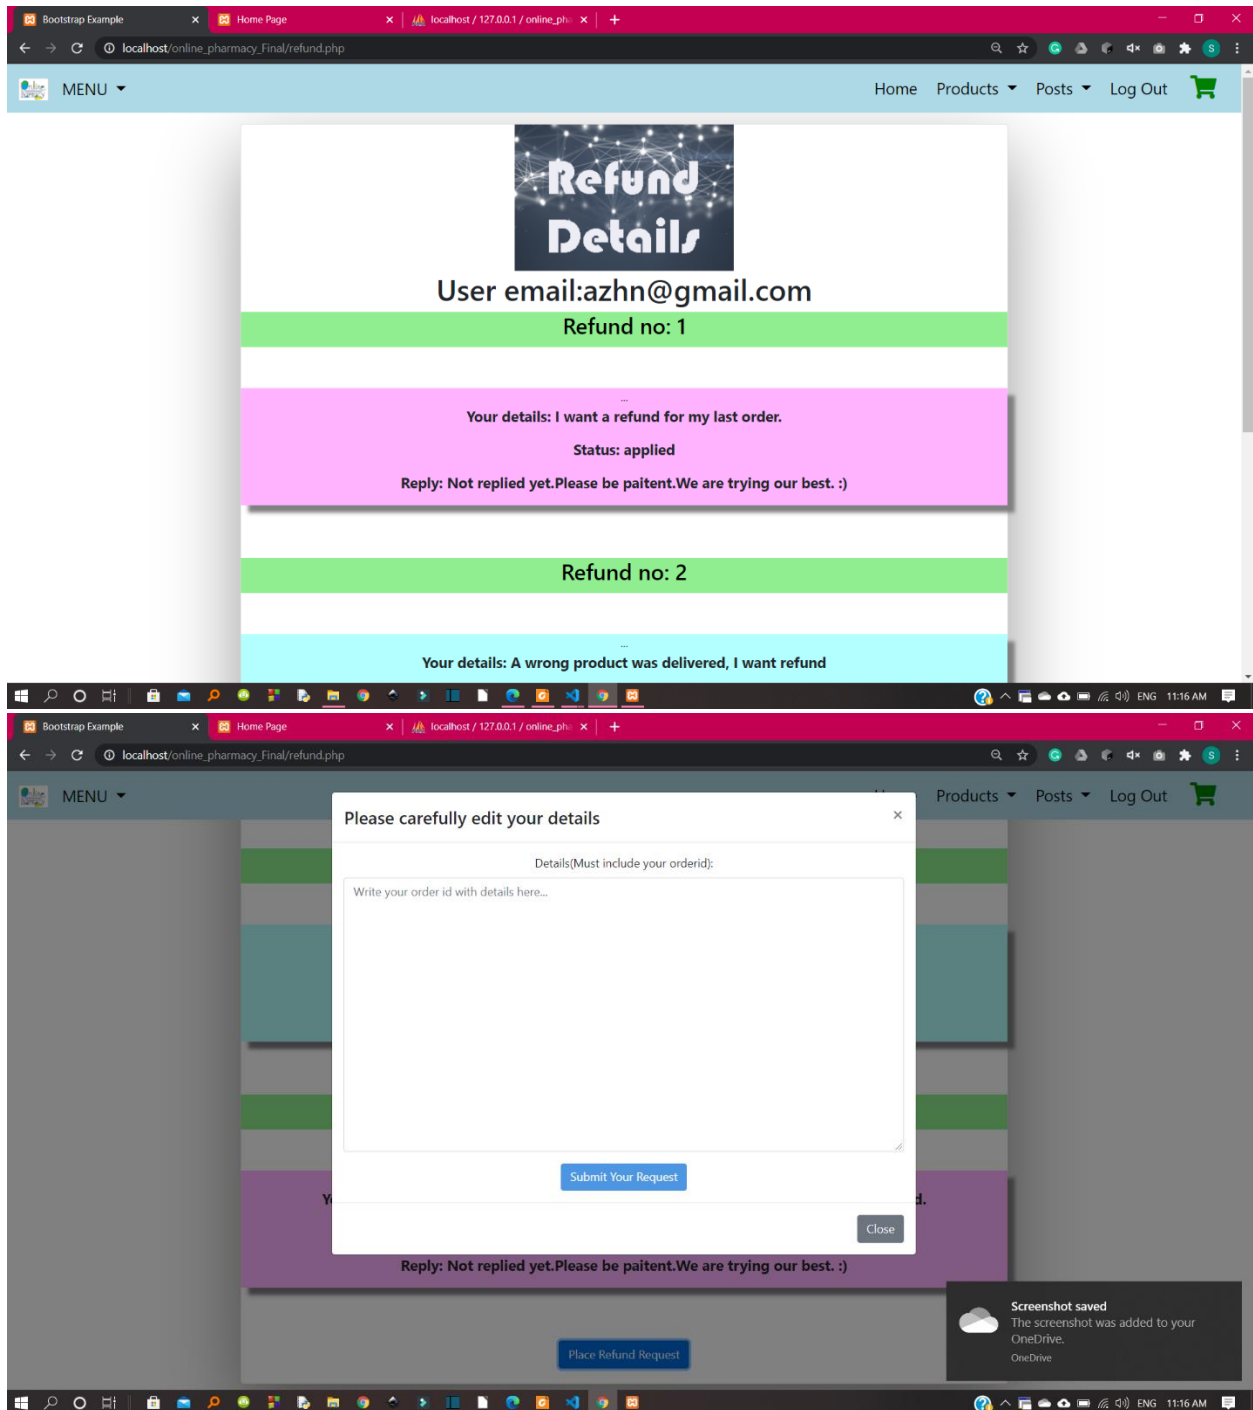 Bootstrap Example
Home Page
localhost / 127.0.0.1 / online_pha
localhost/online_pharmacy_Final/refund.php
S
MENU
Home Products Posts Log Out
Refund
Details
User email:azhn@gmail.com
Refund no: 1
...
Your details: I want a refund for my last order.
Status: applied
Reply: Not replied yet.Please be paitent.We are trying our best. :)
Refund no: 2
...
Your details: A wrong product was delivered, I want refund
ENG 11:16 AM
Bootstrap Example
Home Page
localhost / 127.0.0.1 / online_pha
localhost/online_pharmacy_Final/refund.php
S
MENU
Products Posts Log Out
Please carefully edit your details
×
Details(Must include your orderid):
Write your order id with details here...
Submit Your Request
d.
Close
Reply: Not replied yet.Please be paitent.We are trying our best. :)
Place Refund Request
Screenshot saved
The screenshot was added to your
OneDrive.
OneDrive
ENG 11:16 AM